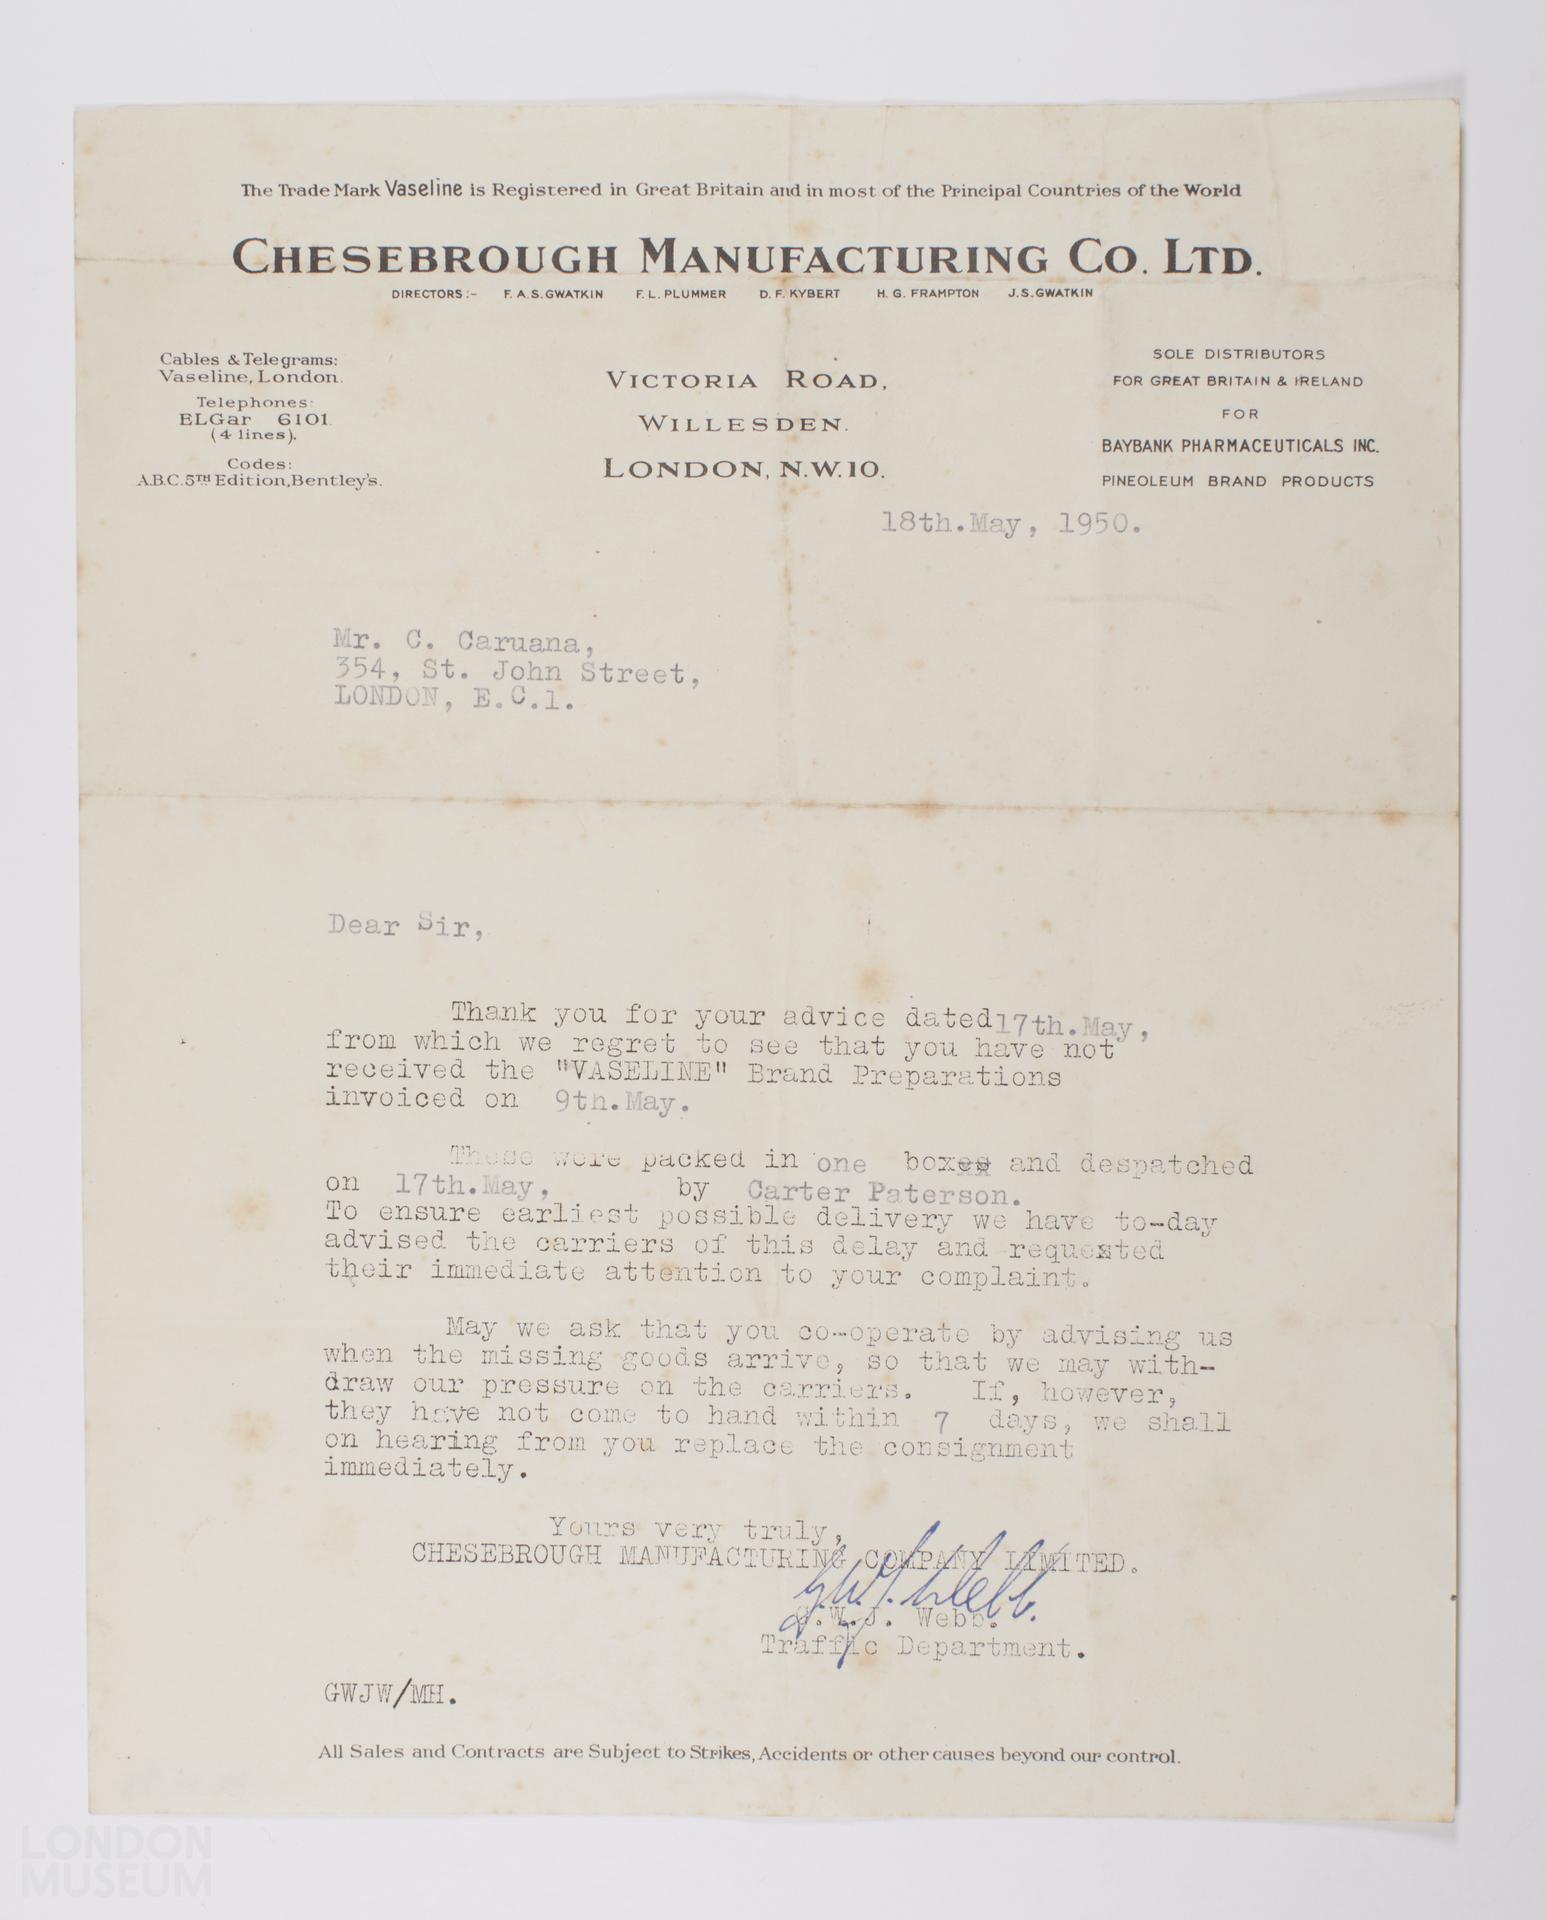 The Trade Mark Vaseline is Registered in Great Britain and in most of the Principal Countries of the World
CHESEBROUGH MANUFACTURING CO. LTD.
DIRECTORS:- F.A.S.GWATKIN F.L.PLUMMER D.F.KYBERT H.G.FRAMPTON J.S.GWATKIN
Cables & Telegrams:
Vaseline, London.
Telephones:
ELGar 6101.
(4 lines).
Codes:
A.B.C.5TH Edition, Bentley's.
VICTORIA ROAD,
WILLESDEN.
LONDON, N.W.10.
SOLE DISTRIBUTORS
FOR GREAT BRITAIN & IRELAND
FOR
BAYBANK PHARMACEUTICALS INC.
PINEOLEUM BRAND PRODUCTS
18th.May, 1950.
Mr. C. Caruana,
354, St. John Street,
LONDON, E.C.1.
Dear Sir,
Thank you for your advice dated 17th.May,
from which we regret to see that you have not
received the "VASELINE" Brand Preparations
invoiced on 9th.May.
These were packed in one boxes and despatched
on 17th.May, by Carter Paterson.
To ensure earliest possible delivery we have to-day
advised the carriers of this delay and requested
their immediate attention to your complaint.
May we ask that you co-operate by advising us
when the missing goods arrive, so that we may with-
draw our pressure on the carriers. If, however,
they have not come to hand within 7 days, we shall
on hearing from you replace the consignment
immediately.
Yours very truly,
CHESEBROUGH MANUFACTURING COMPANY LIMITED.
G.W.J. Webb.
G.W.J. Webb.
Traffic Department.
GWJW/MH.
All Sales and Contracts are Subject to Strikes, Accidents or other causes beyond our control.
LONDON
MUSEUM